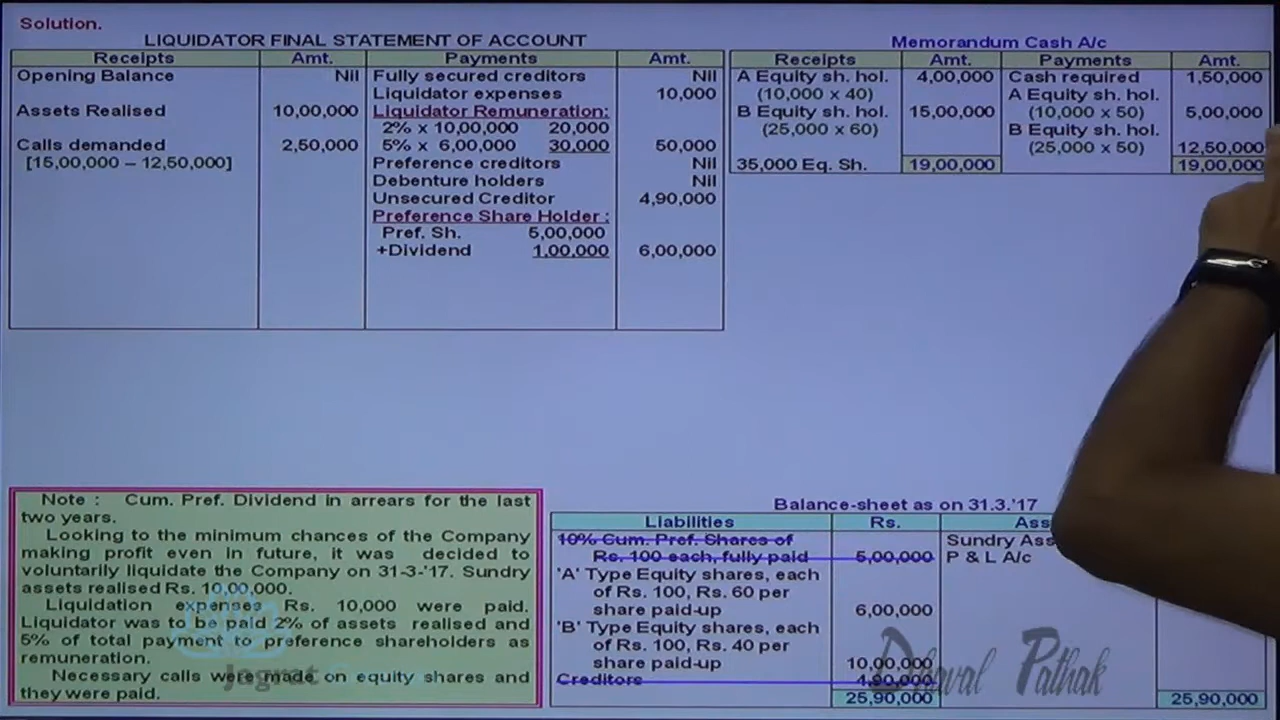 Solution.
LIQUIDATOR FINAL STATEMENT OF ACCOUNT
Receipts Amt. Payments Amt.
Opening Balance Nil Fully secured creditors Nil
Liquidator expenses 10,000
Assets Realised 10,00,000 Liquidator Remuneration:
2% x 10,00,000 20,000
Calls demanded 2,50,000 5% x 6,00,000 30,000 50,000
[15,00,000 – 12,50,000] Preference creditors Nil
Debenture holders Nil
Unsecured Creditor 4,90,000
Preference Share Holder :
Pref. Sh. 5,00,000
+Dividend 1,00,000 6,00,000
Memorandum Cash A/c
Receipts Amt. Payments Amt.
A Equity sh. hol. 4,00,000 Cash required 1,50,000
(10,000 x 40) A Equity sh. hol.
B Equity sh. hol. 15,00,000 (10,000 x 50) 5,00,000
(25,000 x 60) B Equity sh. hol.
(25,000 x 50) 12,50,000
35,000 Eq. Sh. 19,00,000 19,00,000
Note : Cum. Pref. Dividend in arrears for the last
two years.
Looking to the minimum chances of the Company
making profit even in future, it was decided to
voluntarily liquidate the Company on 31-3-'17. Sundry
assets realised Rs. 10,00,000.
Liquidation expenses Rs. 10,000 were paid.
Liquidator was to be paid 2% of assets realised and
5% of total payment to preference shareholders as
remuneration.
Necessary calls were made on equity shares and
they were paid.
Jagrat
Balance-sheet as on 31.3.'17
Liabilities Rs. Ass
10% Cum. Pref. Shares of Sundry Ass
Rs. 100 each, fully paid 5,00,000 P & L A/c
'A' Type Equity shares, each
of Rs. 100, Rs. 60 per
share paid-up 6,00,000
'B' Type Equity shares, each
of Rs. 100, Rs. 40 per
share paid-up 10,00,000
Creditors 4,90,000
25,90,000 25,90,000
Dhaval Pathak